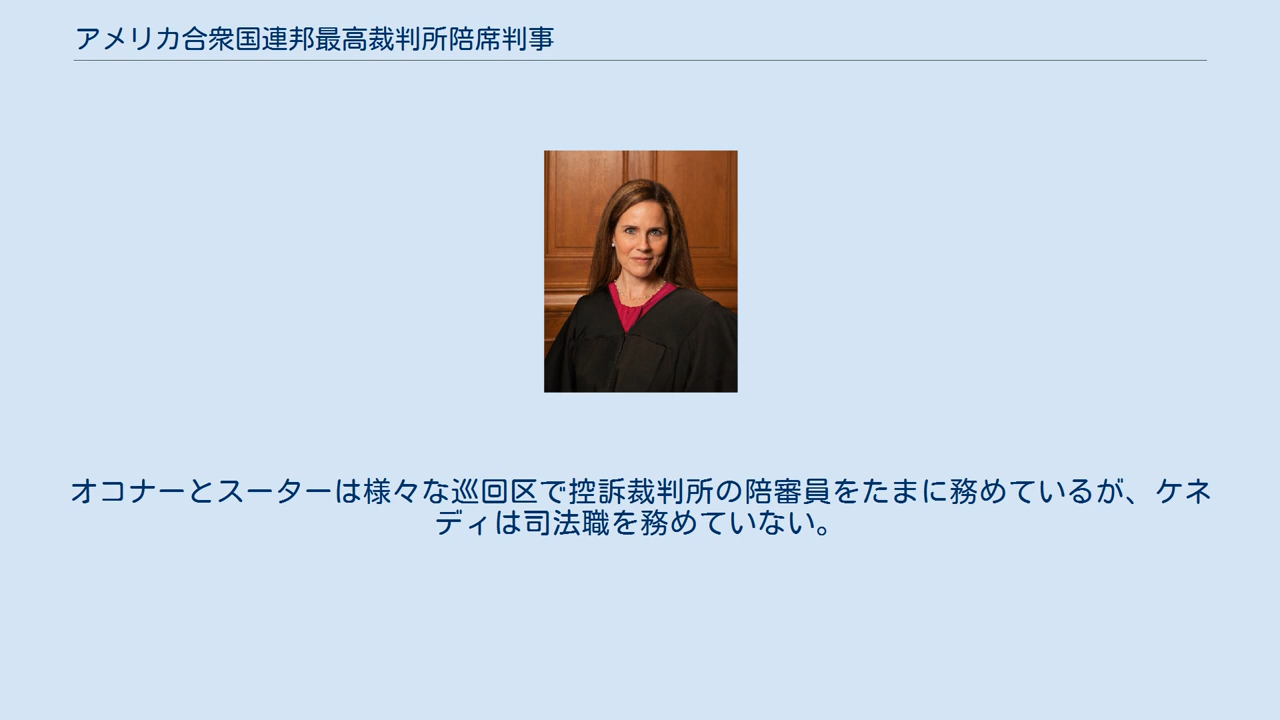 アメリカ合衆国連邦最高裁判所陪席判事
オコナーとスーターは様々な巡回区で控訴裁判所の陪審員をたまに務めているが、ケネ
ディは司法職を務めていない。